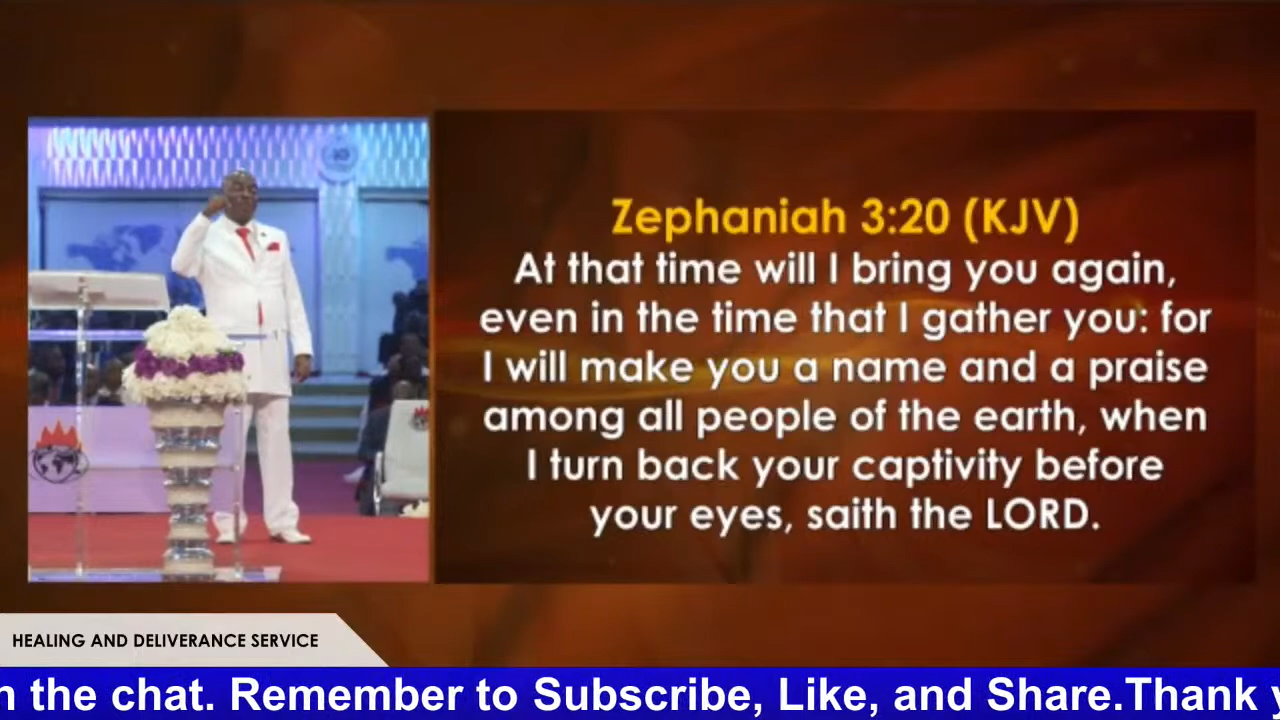 Zephaniah 3:20 (KJV)
At that time will I bring you again,
even in the time that I gather you: for
I will make you a name and a praise
among all people of the earth, when
I turn back your captivity before
your eyes, saith the LORD.
HEALING AND DELIVERANCE SERVICE
the chat. Remember to Subscribe, Like, and Share.Thank